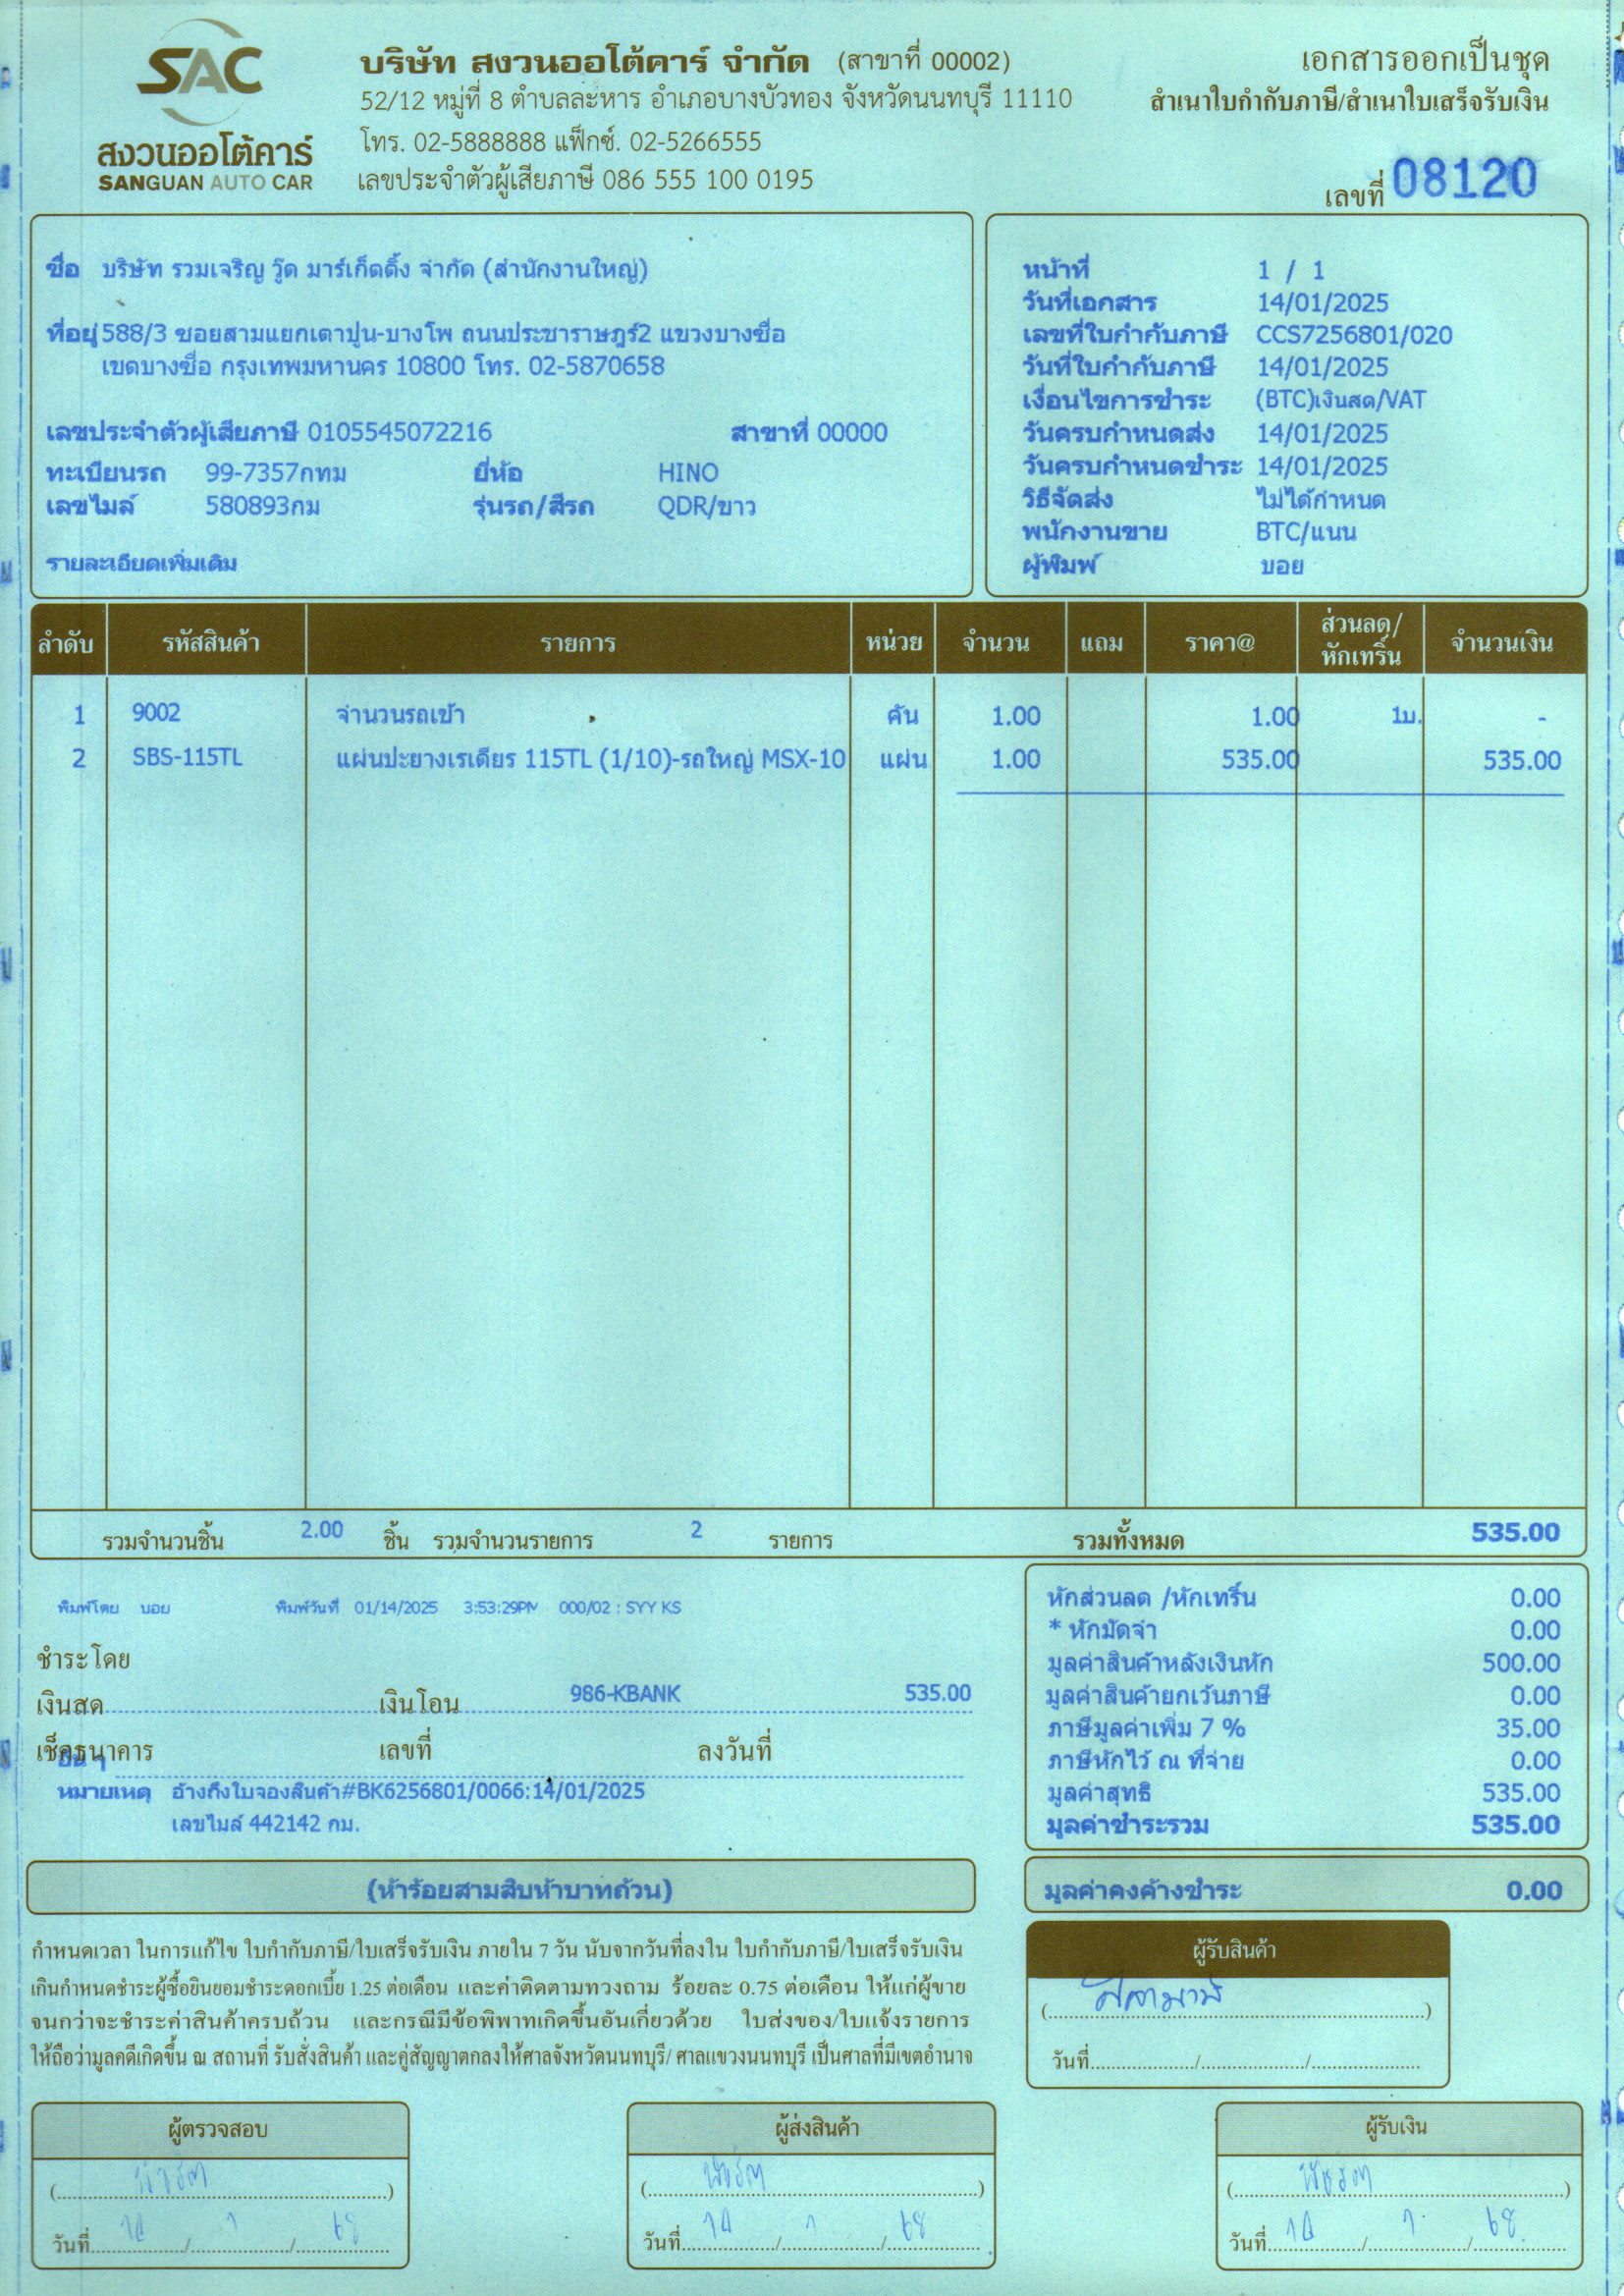 SAC
สงวนออโต้คาร์
SANGUAN AUTO CAR
บริษัท สงวนออโต้คาร์ จำกัด (สาขาที่ 00002)
52/12 หมู่ที่ 8 ตำบลละหาร อำเภอบางบัวทอง จังหวัดนนทบุรี 11110
โทร. 02-5888888 แฟ็กซ์. 02-5266555
เลขประจำตัวผู้เสียภาษี 086 555 100 0195
เอกสารออกเป็นชุด
สำเนาใบกำกับภาษี/สำเนาใบเสร็จรับเงิน
เลขที่ 08120
ชื่อ บริษัท รวมเจริญ วู๊ด มาร์เก็ตติ้ง จำกัด (สำนักงานใหญ่)
ที่อยู่ 588/3 ซอยสามแยกเตาปูน-บางโพ ถนนประชาราษฎร์2 แขวงบางซื่อ
เขตบางซื่อ กรุงเทพมหานคร 10800 โทร. 02-5870658
เลขประจำตัวผู้เสียภาษี 0105545072216 สาขาที่ 00000
ทะเบียนรถ 99-7357กทม ยี่ห้อ HINO
เลขไมล์ 580893กม รุ่นรถ/สีรถ QDR/ขาว
รายละเอียดเพิ่มเติม
หน้าที่ 1 / 1
วันที่เอกสาร 14/01/2025
เลขที่ใบกำกับภาษี CCS7256801/020
วันที่ใบกำกับภาษี 14/01/2025
เงื่อนไขการชำระ (BTC)เงินสด/VAT
วันครบกำหนดส่ง 14/01/2025
วันครบกำหนดชำระ 14/01/2025
วิธีจัดส่ง ไม่ได้กำหนด
พนักงานขาย BTC/แนน
ผู้พิมพ์ บอย
ลำดับ รหัสสินค้า รายการ หน่วย จำนวน แถม ราคา@ ส่วนลด/หักเทริ์น จำนวนเงิน
1 9002 จำนวนรถเข้า คัน 1.00 1.00 1บ. -
2 SBS-115TL แผ่นปะยางเรเดียร 115TL (1/10)-รถใหญ่ MSX-10 แผ่น 1.00 535.00 535.00
รวมจำนวนชิ้น 2.00 ชิ้น รวมจำนวนรายการ 2 รายการ รวมทั้งหมด 535.00
พิมพ์โดย บอย พิมพ์วันที่ 01/14/2025 3:53:29PM 000/02 : SYY KS
ชำระโดย
เงินสด เงินโอน 986-KBANK 535.00
เช็คธนาคาร เลขที่ ลงวันที่
อื่น ๆ
หมายเหตุ อ้างถึงใบจองสินค้า#BK6256801/0066:14/01/2025
เลขไมล์ 442142 กม.
หักส่วนลด /หักเทริ์น 0.00
* หักมัดจำ 0.00
มูลค่าสินค้าหลังเงินหัก 500.00
มูลค่าสินค้ายกเว้นภาษี 0.00
ภาษีมูลค่าเพิ่ม 7 % 35.00
ภาษีหักไว้ ณ ที่จ่าย 0.00
มูลค่าสุทธิ 535.00
มูลค่าชำระรวม 535.00
(ห้าร้อยสามสิบห้าบาทถ้วน)
มูลค่าคงค้างชำระ 0.00
กำหนดเวลา ในการแก้ไข ใบกำกับภาษี/ใบเสร็จรับเงิน ภายใน 7 วัน นับจากวันที่ลงใน ใบกำกับภาษี/ใบเสร็จรับเงิน
เกินกำหนดชำระผู้ซื้อยินยอมชำระดอกเบี้ย 1.25 ต่อเดือน และค่าติดตามทวงถาม ร้อยละ 0.75 ต่อเดือน ให้แก่ผู้ขาย
จนกว่าจะชำระค่าสินค้าครบถ้วน และกรณีมีข้อพิพาทเกิดขึ้นอันเกี่ยวด้วย ใบส่งของ/ใบแจ้งรายการ
ให้ถือว่ามูลคดีเกิดขึ้น ณ สถานที่ รับสั่งสินค้า และคู่สัญญาตกลงให้ศาลจังหวัดนนทบุรี/ ศาลแขวงนนทบุรี เป็นศาลที่มีเขตอำนาจ
ผู้รับสินค้า
วันที่
ผู้ตรวจสอบ
วันที่ 14 / 1 / 68
ผู้ส่งสินค้า
วันที่ 14 / 1 / 68
ผู้รับเงิน
วันที่ 14 / 1 / 68